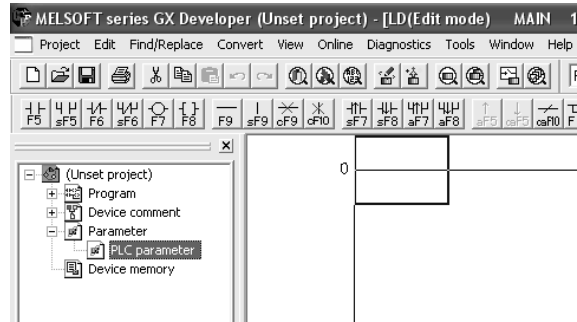 MELSOFT series GX Developer (Unset project) - [LD(Edit mode) MAIN 1
Project Edit Find/Replace Convert View Online Diagnostics Tools Window Help
F5 sF5 F6 sF6 F7 F8 F9 sF9 cF9 cF10 sF7 sF8 aF7 aF8 aF5 caF5 caF10
(Unset project)
0
Program
Device comment
Parameter
PLC parameter
Device memory